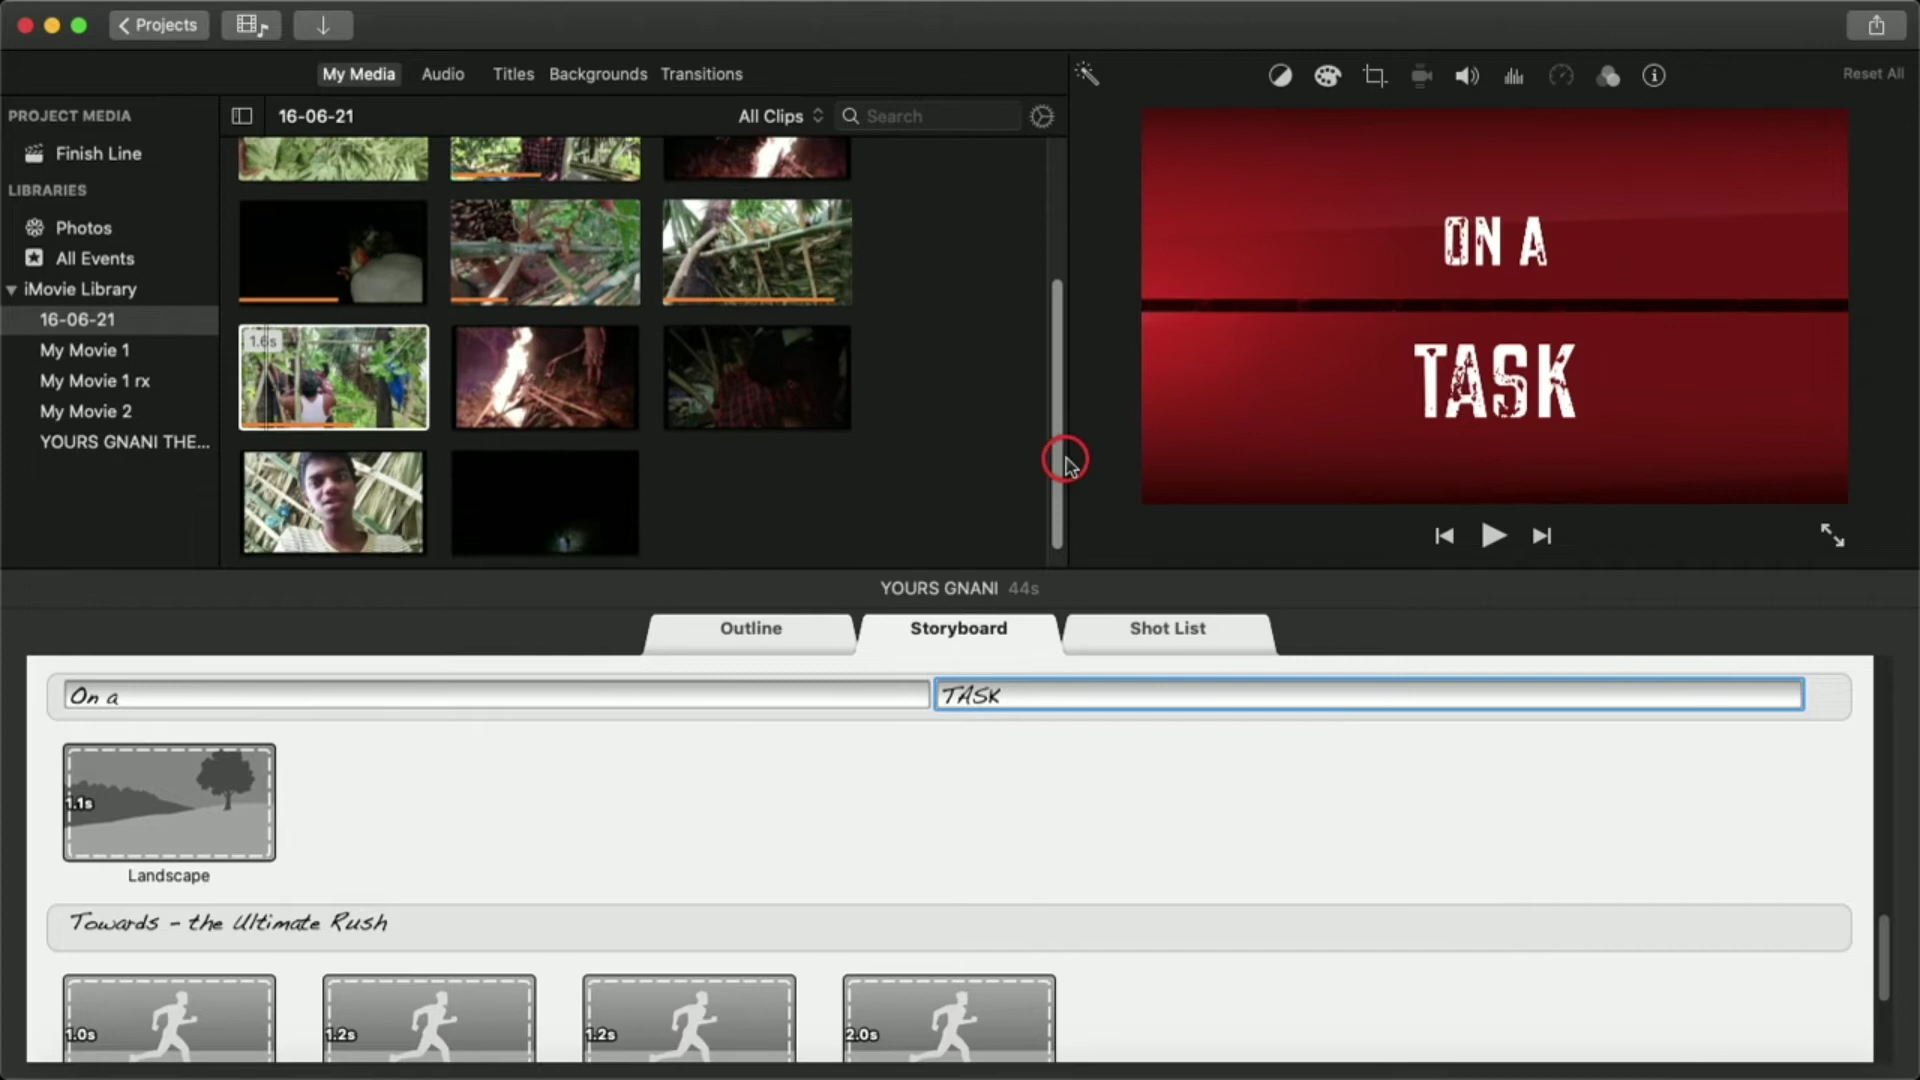 Projects
My Media
Audio
Titles
Backgrounds
Transitions
Reset All
PROJECT MEDIA
Finish Line
LIBRARIES
Photos
All Events
iMovie Library
16-06-21
My Movie 1
My Movie 1 rx
My Movie 2
YOURS GNANI THE...
16-06-21
All Clips
Search
1.6s
ON A
TASK
YOURS GNANI 44s
Outline
Storyboard
Shot List
On a
TASK
1.1s
Landscape
Towards - the Ultimate Rush
1.0s
1.2s
1.2s
2.0s